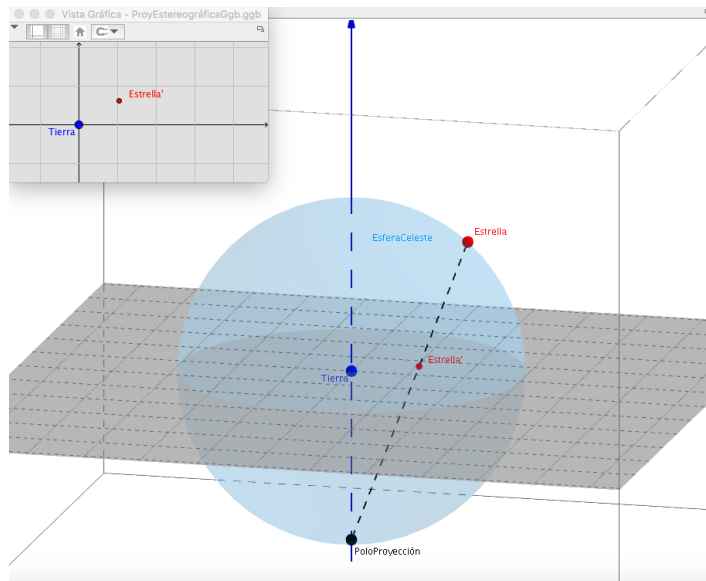 Vista Gráfica - ProyEstereográficaGgb.ggb
Estrella'
Tierra
Estrella
EsferaCeleste
Estrella'
Tierra
PoloProyección